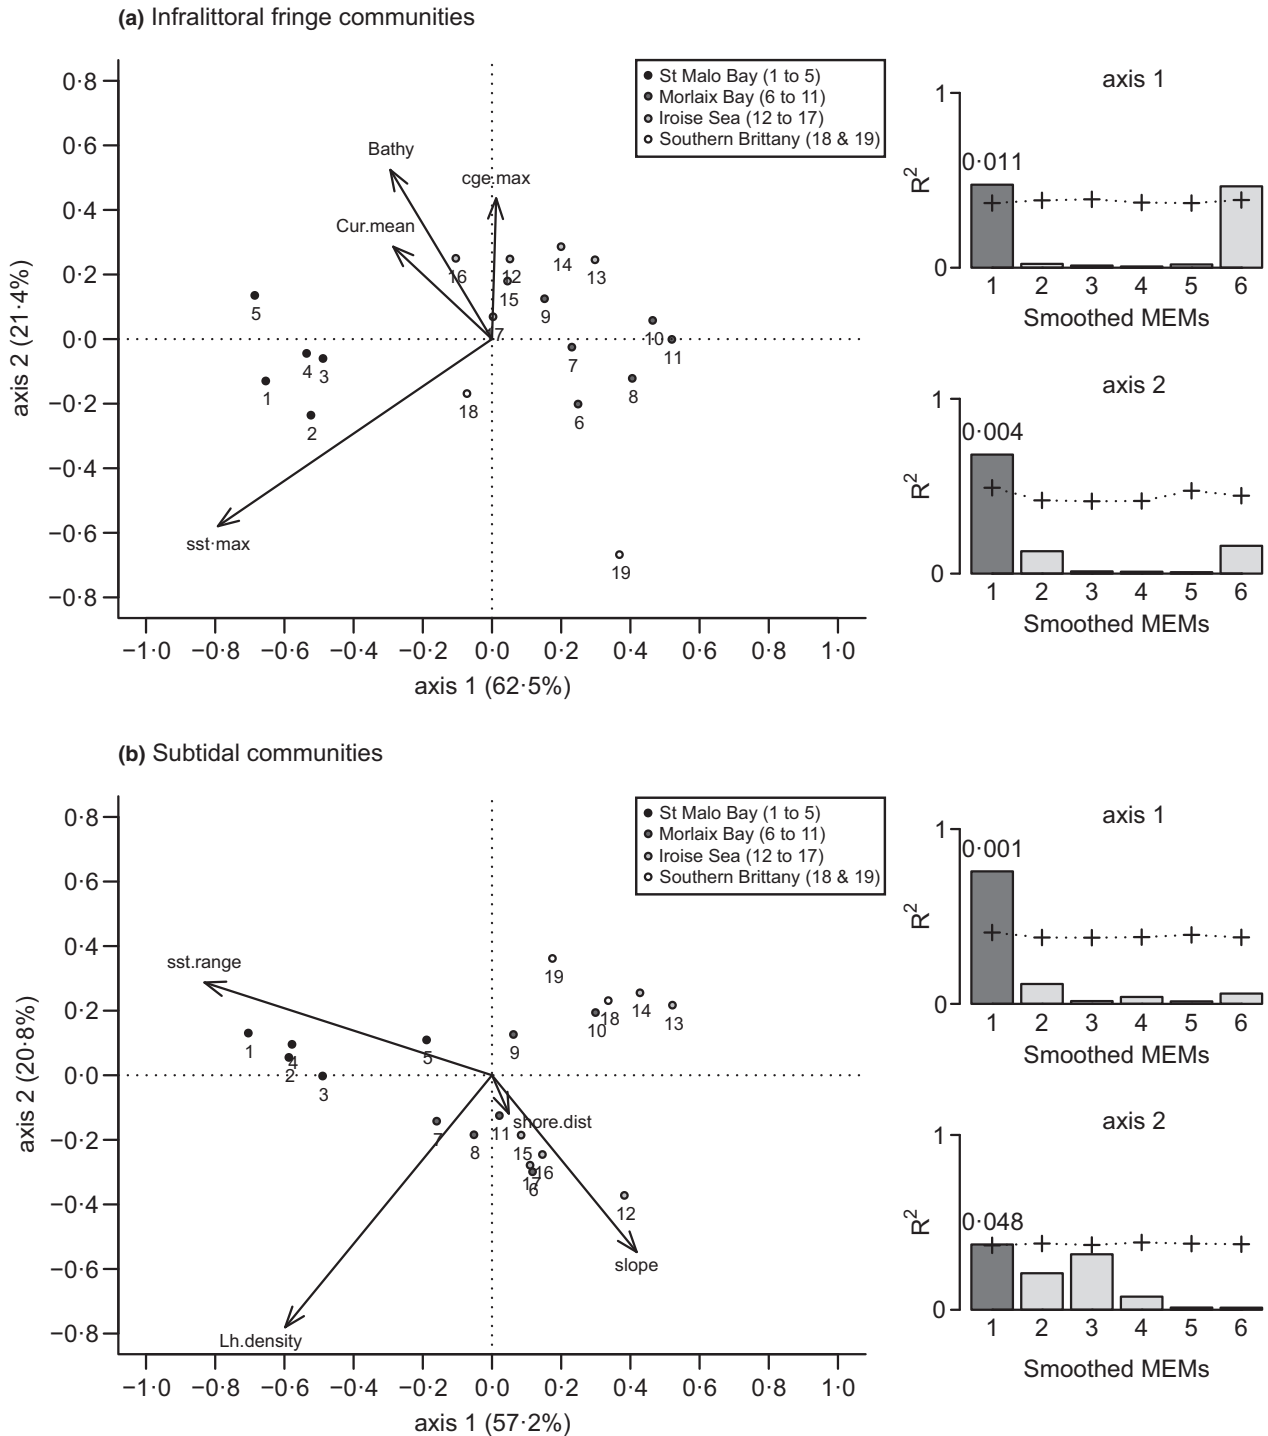 (a) Infralittoral fringe communities
0·8
0·6
0·4
0·2
0·0
−0·2
−0·4
−0·6
−0·8
axis 2 (21·4%)
−1·0 −0·8 −0·6 −0·4 −0·2 0·0 0·2 0·4 0·6 0·8 1·0
axis 1 (62·5%)
St Malo Bay (1 to 5)
Morlaix Bay (6 to 11)
Iroise Sea (12 to 17)
Southern Brittany (18 & 19)
Bathy
cge.max
Cur.mean
sst·max
16
12
14
13
15
5
9
17
10
11
7
4
3
8
1
18
6
2
19
axis 1
1
0·011
R2
0
1 2 3 4 5 6
Smoothed MEMs
axis 2
1
0·004
R2
0
1 2 3 4 5 6
Smoothed MEMs
(b) Subtidal communities
0·8
0·6
0·4
0·2
0·0
−0·2
−0·4
−0·6
−0·8
axis 2 (20·8%)
−1·0 −0·8 −0·6 −0·4 −0·2 0·0 0·2 0·4 0·6 0·8 1·0
axis 1 (57·2%)
St Malo Bay (1 to 5)
Morlaix Bay (6 to 11)
Iroise Sea (12 to 17)
Southern Brittany (18 & 19)
sst.range
shore.dist
slope
Lh.density
19
14
13
18
10
9
1
4
5
2
3
7
8
11
15
16
17
6
12
axis 1
1
0·001
R2
0
1 2 3 4 5 6
Smoothed MEMs
axis 2
1
0·048
R2
0
1 2 3 4 5 6
Smoothed MEMs